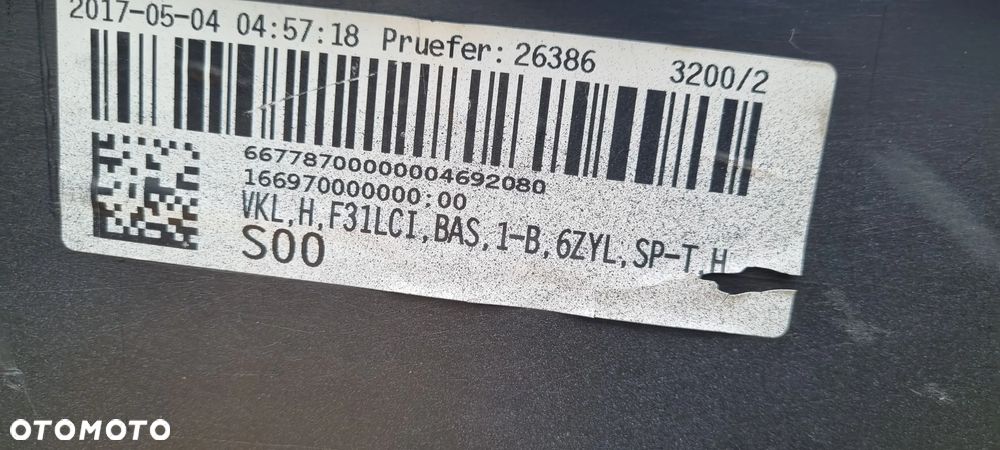 2017-05-04 04:57:18 Pruefer: 26386 3200/2
66778700000004692080
166970000000:00
VKL,H,F31LCI,BAS,1-B,6ZYL,SP-T,H
S00
OTOMOTO